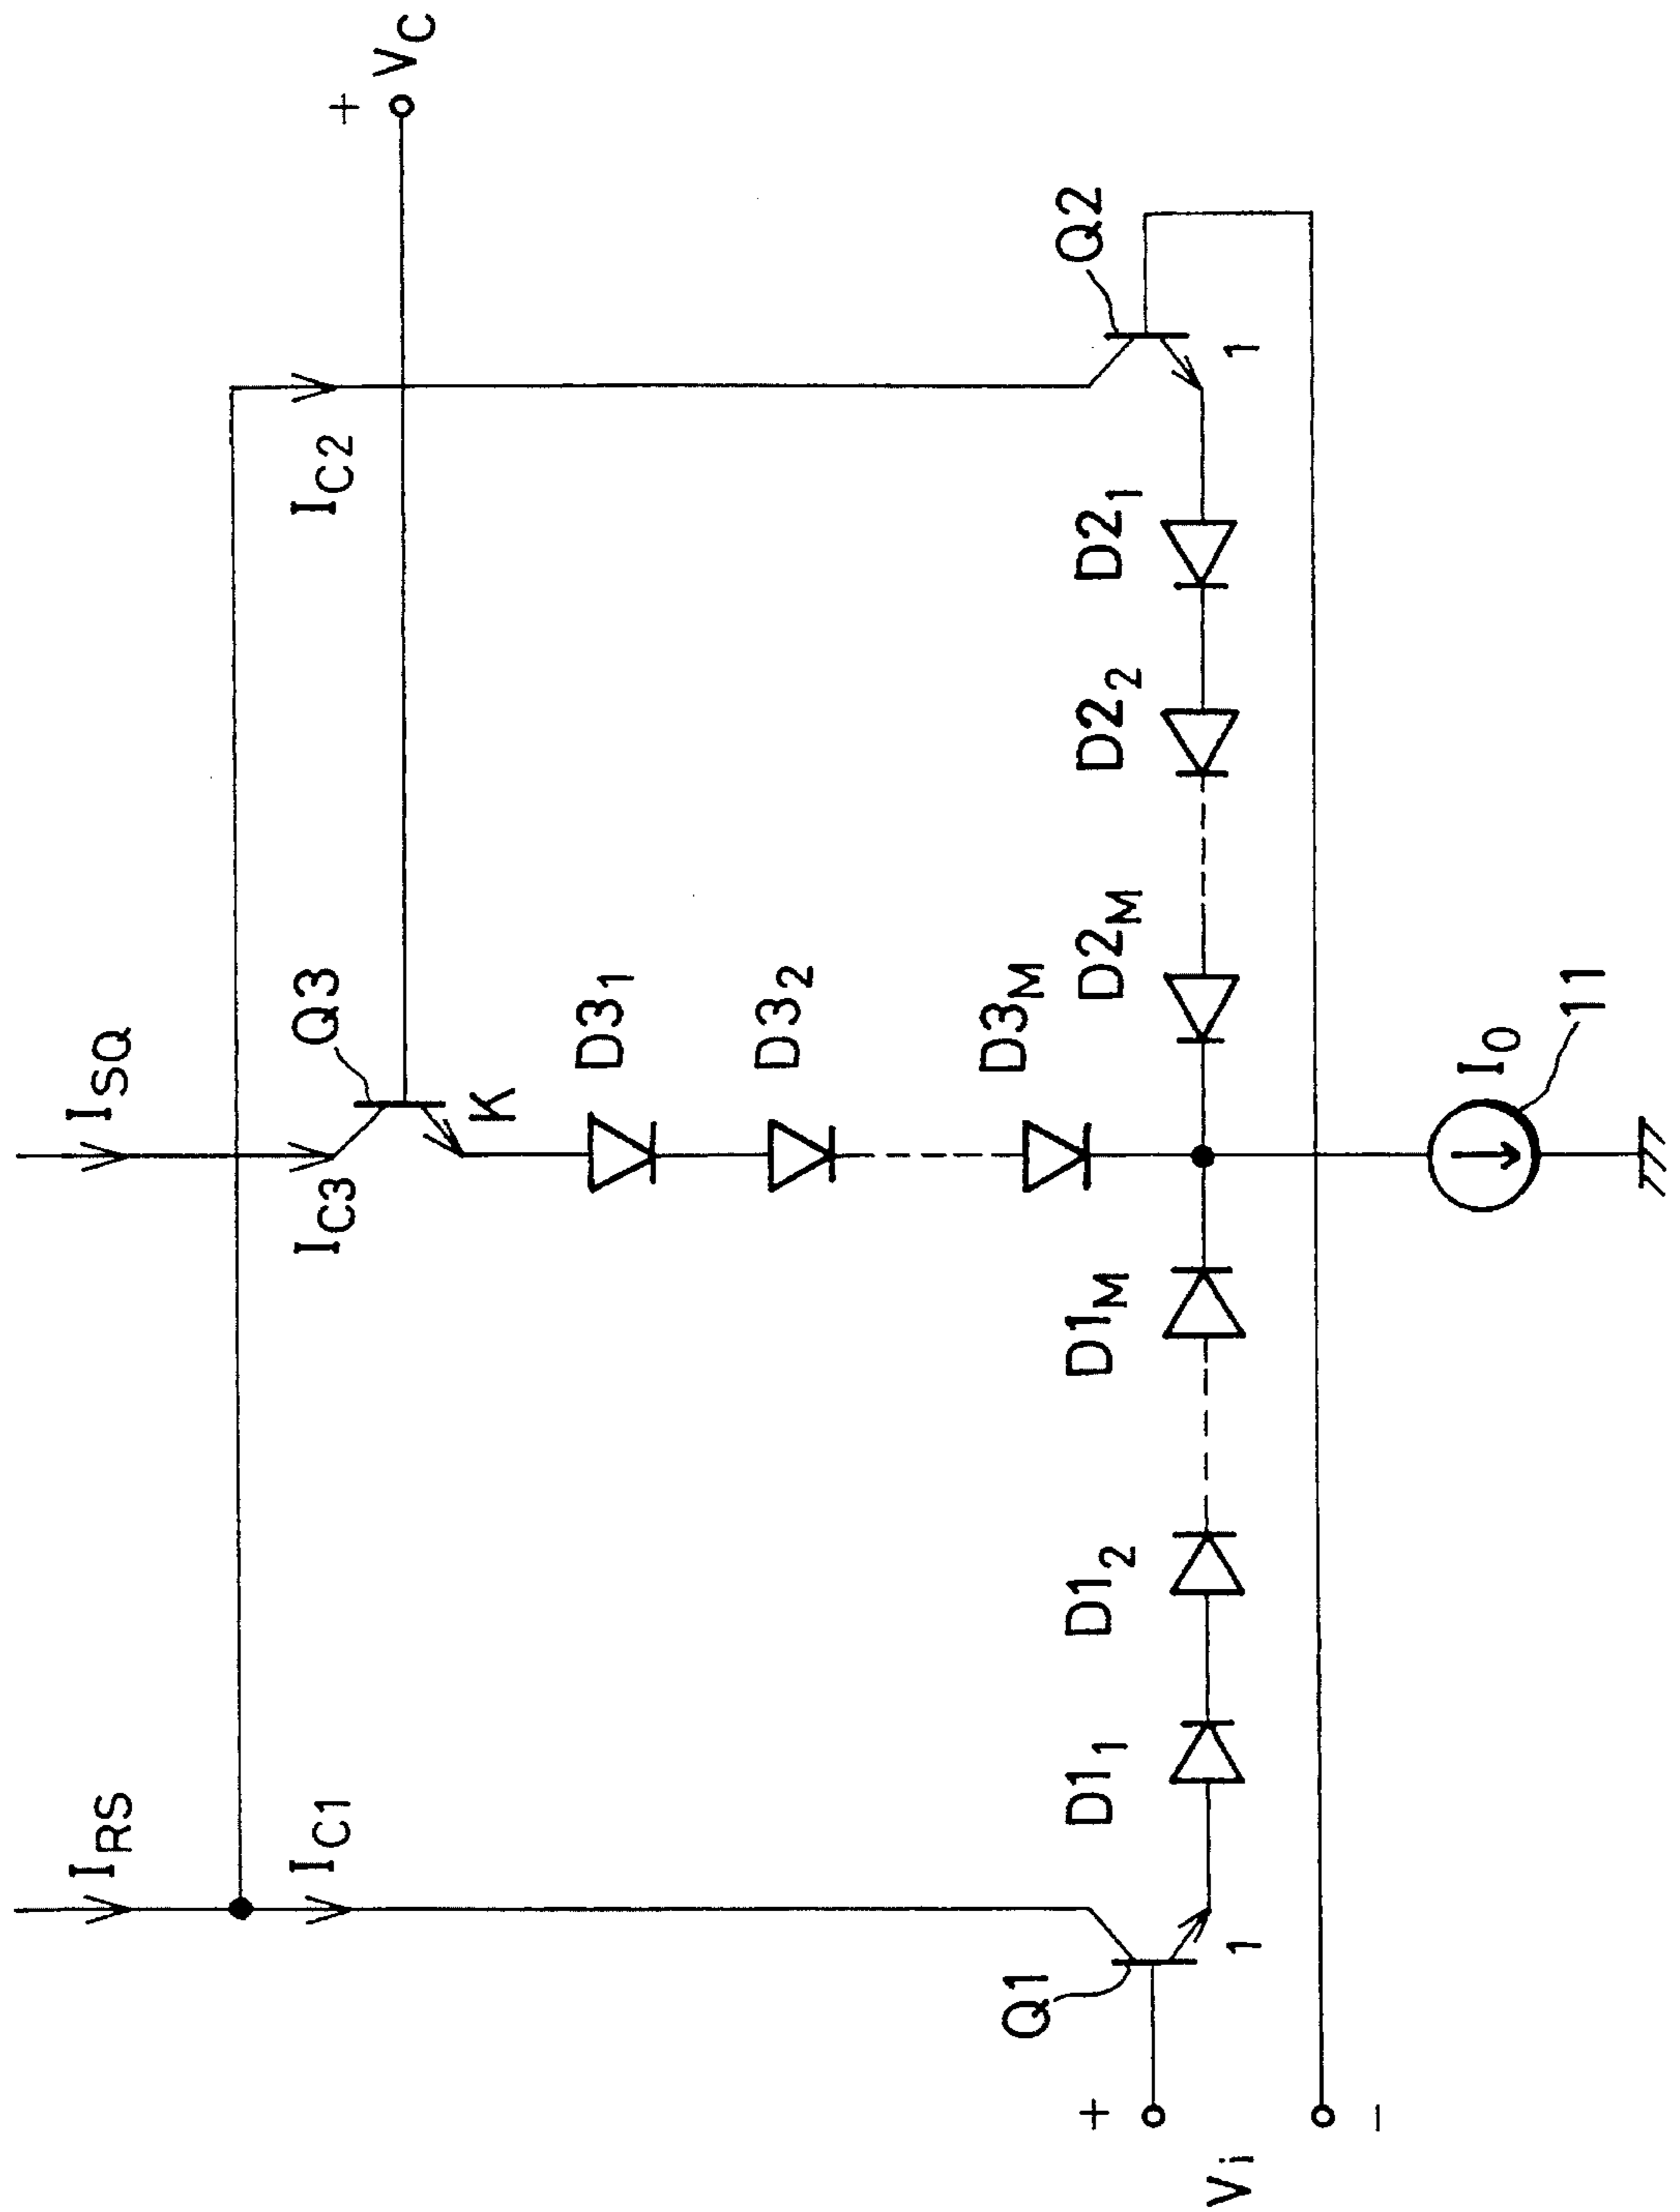 I_RS
I_SQ
+
V_C
I_C1
I_C3
Q3
I_C2
K
D3_1
D3_2
D3_M
Q1
1
D1_1
D1_2
D1_M
D2_M
D2_2
D2_1
Q2
1
+
V_i
−
I_0
11